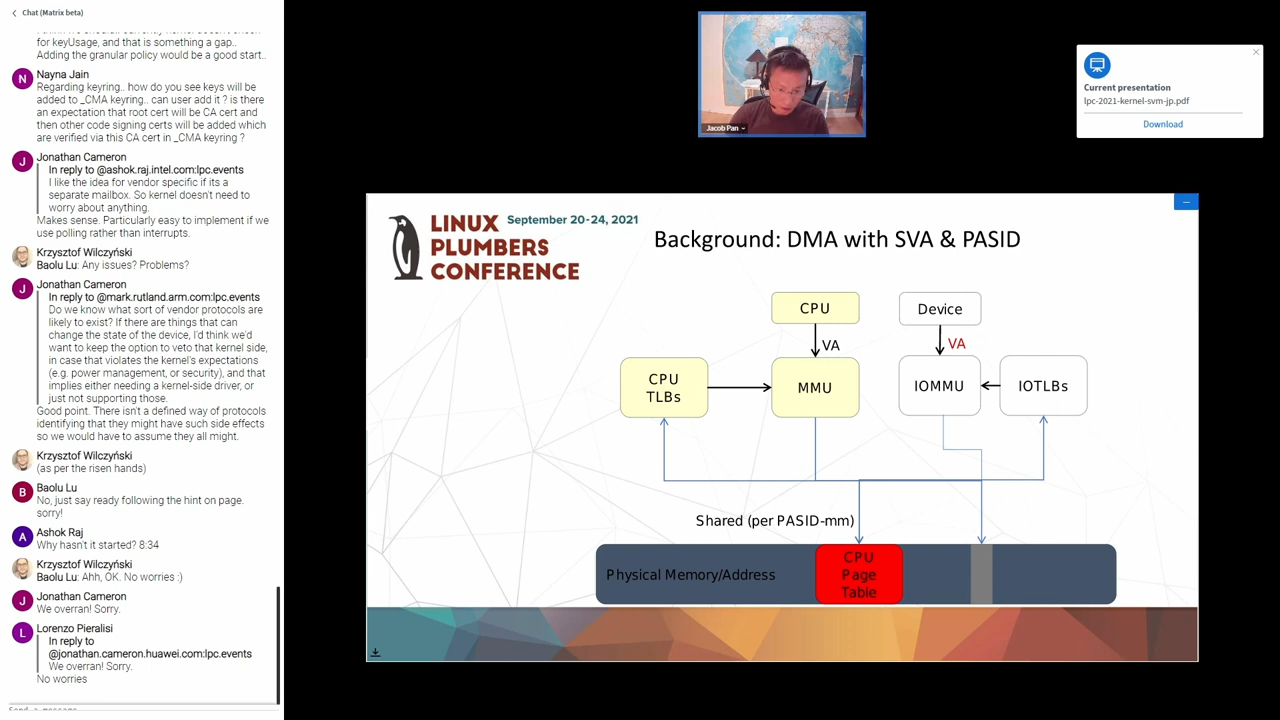 Chat (Matrix beta)
for keyUsage, and that is something a gap..
Adding the granular policy would be a good start..
N
Nayna Jain
Regarding keyring.. how do you see keys will be
added to _CMA keyring.. can user add it ? is there
an expectation that root cert will be CA cert and
then other code signing certs will be added which
are verified via this CA cert in _CMA keyring ?
J
Jonathan Cameron
In reply to @ashok.raj.intel.com:lpc.events
I like the idea for vendor specific if its a
separate mailbox. So kernel doesn't need to
worry about anything.
Makes sense. Particularly easy to implement if we
use polling rather than interrupts.
Krzysztof Wilczyński
Baolu Lu: Any issues? Problems?
J
Jonathan Cameron
In reply to @mark.rutland.arm.com:lpc.events
Do we know what sort of vendor protocols are
likely to exist? If there are things that can
change the state of the device, I'd think we'd
want to keep the option to veto that kernel side,
in case that violates the kernel's expectations
(e.g. power management, or security), and that
implies either needing a kernel-side driver, or
just not supporting those.
Good point. There isn't a defined way of protocols
identifying that they might have such side effects
so we would have to assume they all might.
Krzysztof Wilczyński
(as per the risen hands)
B
Baolu Lu
No, just say ready following the hint on page.
sorry!
A
Ashok Raj
Why hasn't it started? 8:34
Krzysztof Wilczyński
Baolu Lu: Ahh, OK. No worries :)
J
Jonathan Cameron
We overran! Sorry.
L
Lorenzo Pieralisi
In reply to
@jonathan.cameron.huawei.com:lpc.events
We overran! Sorry.
No worries
Jacob Pan
Current presentation
lpc-2021-kernel-svm-jp.pdf
Download
LINUX
PLUMBERS
CONFERENCE
September 20-24, 2021
Background: DMA with SVA & PASID
CPU
Device
VA
VA
CPU
TLBs
MMU
IOMMU
IOTLBs
Shared (per PASID-mm)
Physical Memory/Address
CPU
Page
Table